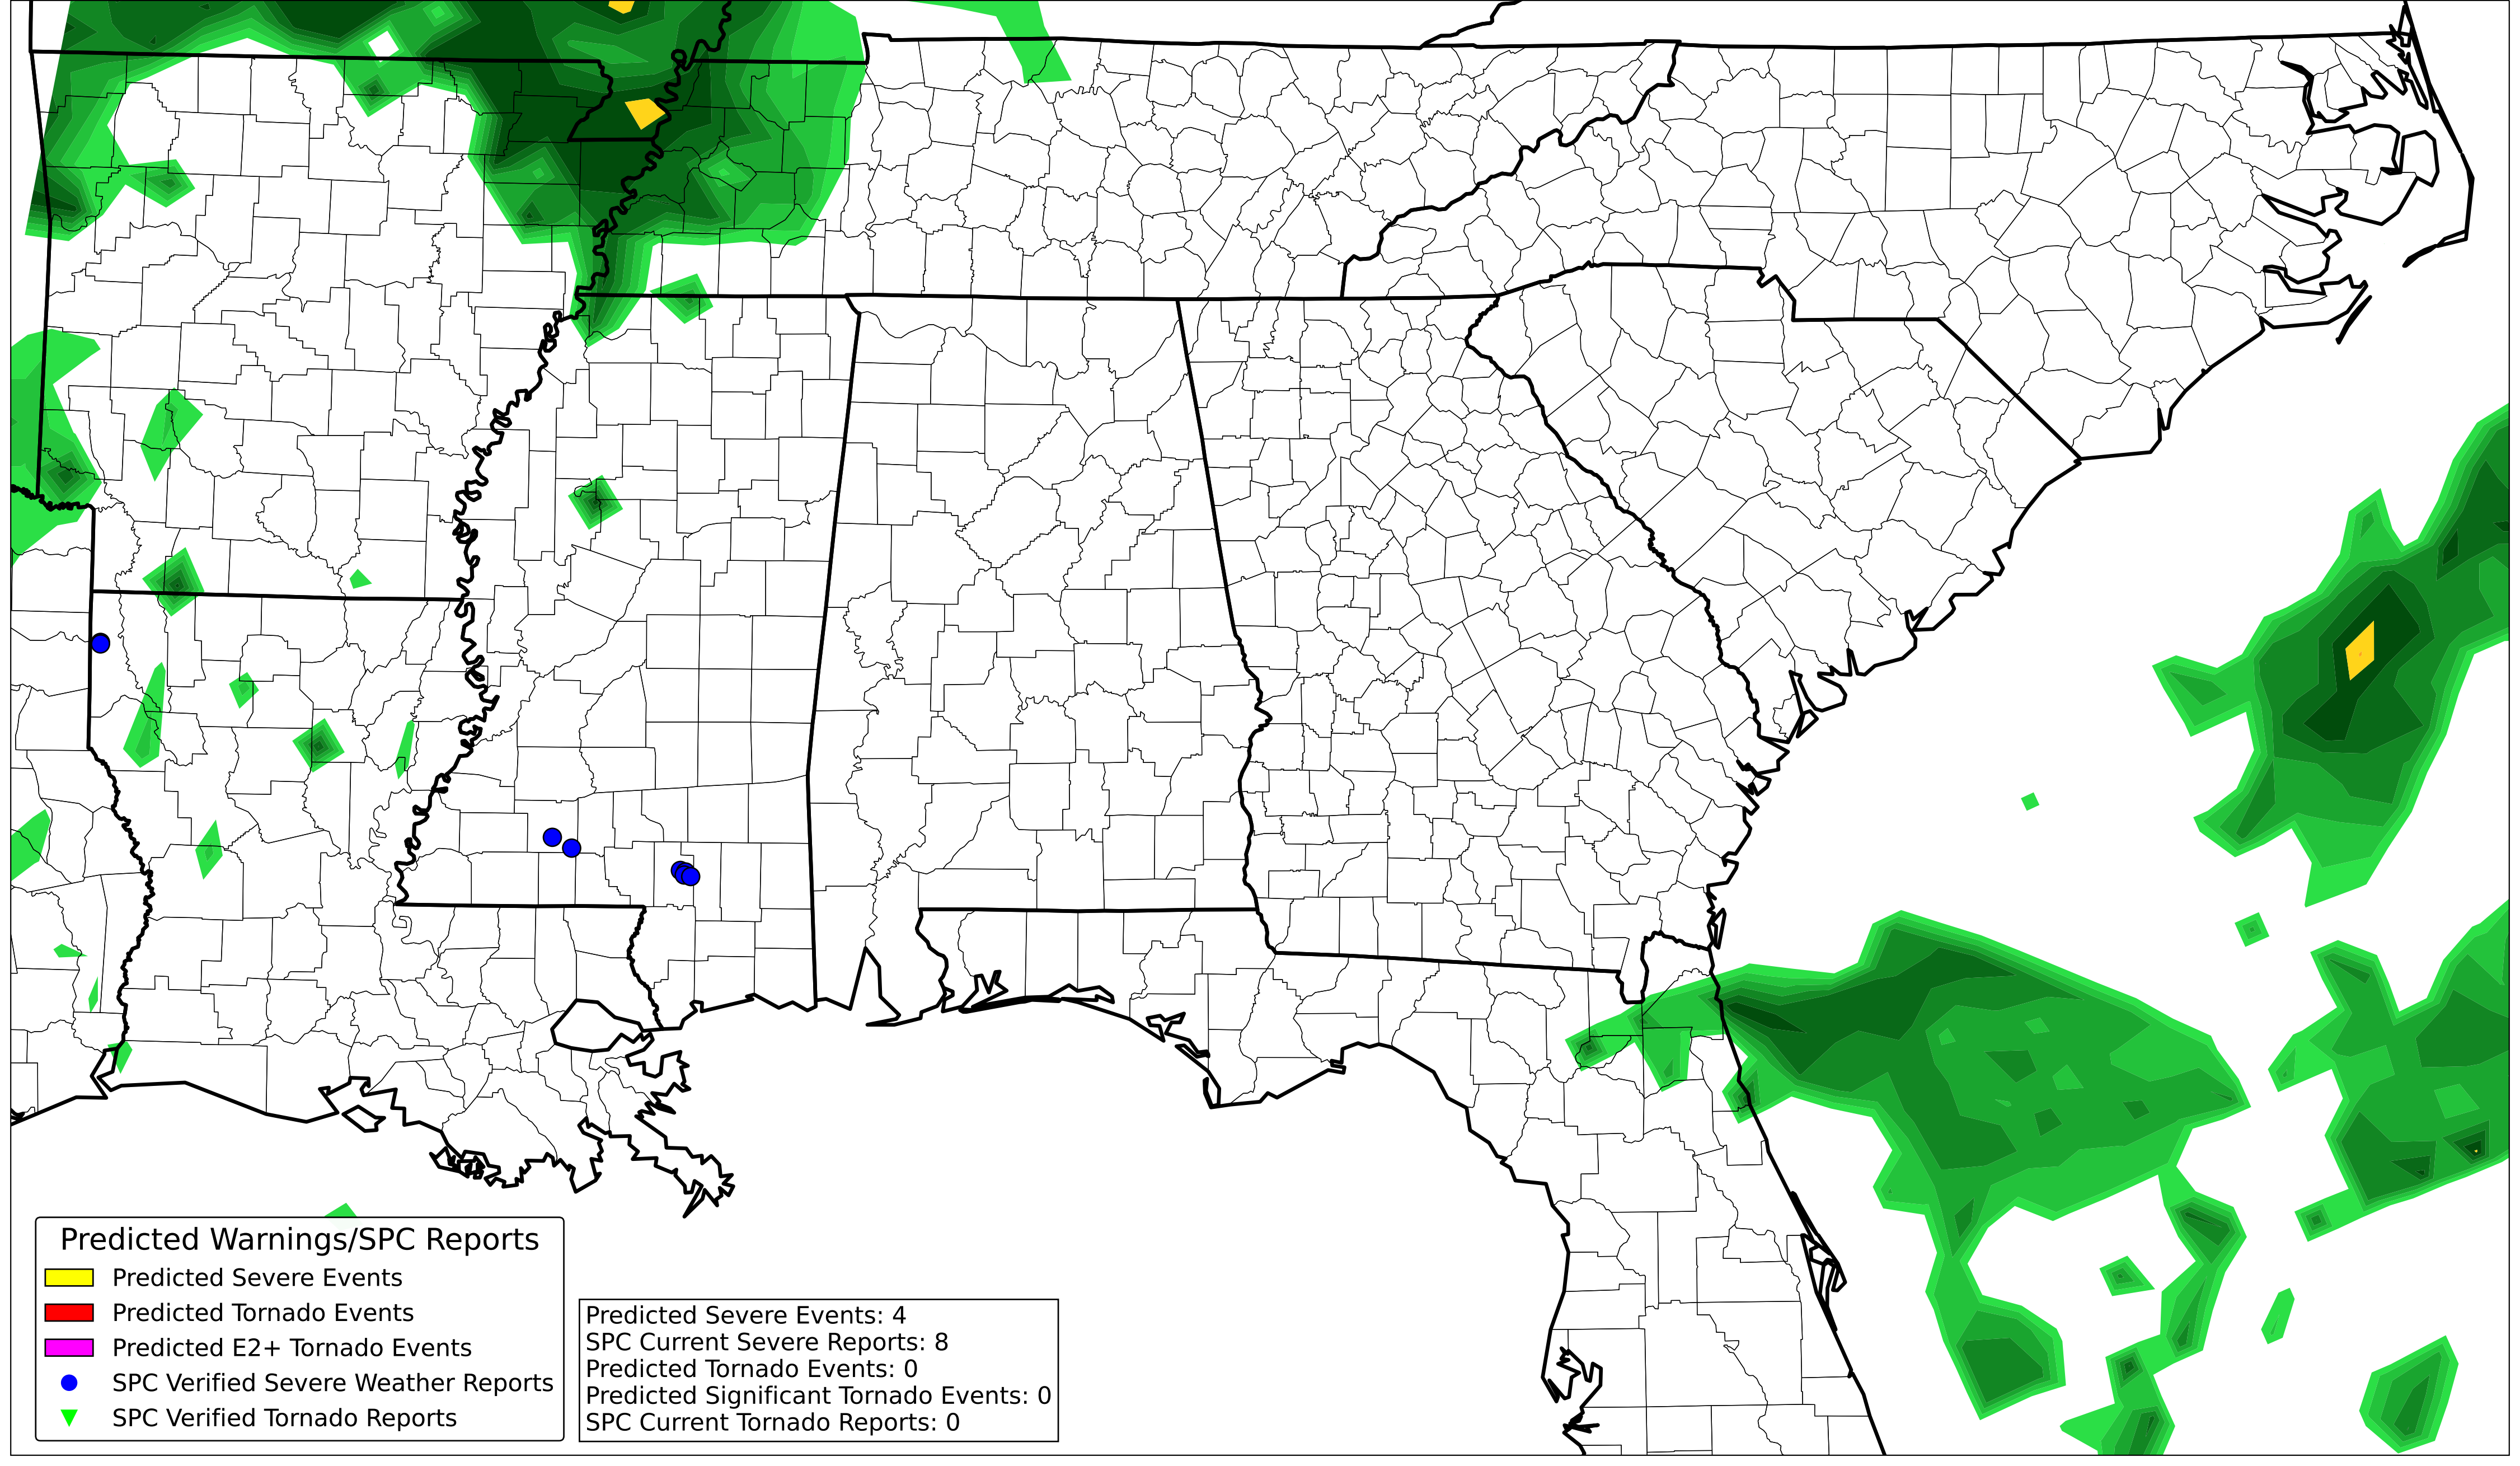 Predicted Warnings/SPC Reports
Predicted Severe Events
Predicted Tornado Events
Predicted E2+ Tornado Events
SPC Verified Severe Weather Reports
SPC Verified Tornado Reports
Predicted Severe Events: 4
SPC Current Severe Reports: 8
Predicted Tornado Events: 0
Predicted Significant Tornado Events: 0
SPC Current Tornado Reports: 0